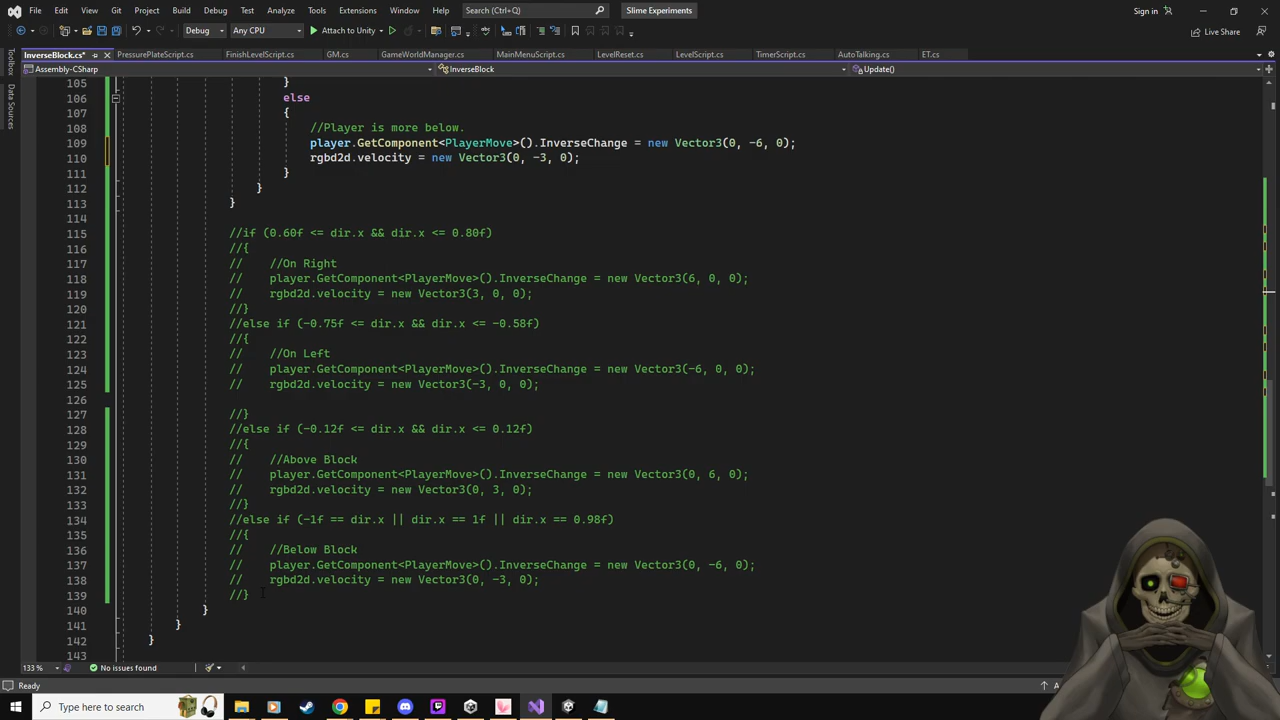 File Edit View Git Project Build Debug Test Analyze Tools Extensions Window Help Search (Ctrl+Q) Slime Experiments Sign in
Debug Any CPU Attach to Unity Live Share
InverseBlock.cs* PressurePlateScript.cs FinishLevelScript.cs GM.cs GameWorldManager.cs MainMenuScript.cs LevelReset.cs LevelScript.cs TimerScript.cs AutoTalking.cs ET.cs
Assembly-CSharp InverseBlock Update()
Toolbox
Data Sources
105 }
106 else
107 {
108 //Player is more below.
109 player.GetComponent<PlayerMove>().InverseChange = new Vector3(0, -6, 0);
110 rgbd2d.velocity = new Vector3(0, -3, 0);
111 }
112 }
113 }
114
115 //if (0.60f <= dir.x && dir.x <= 0.80f)
116 //{
117 // //On Right
118 // player.GetComponent<PlayerMove>().InverseChange = new Vector3(6, 0, 0);
119 // rgbd2d.velocity = new Vector3(3, 0, 0);
120 //}
121 //else if (-0.75f <= dir.x && dir.x <= -0.58f)
122 //{
123 // //On Left
124 // player.GetComponent<PlayerMove>().InverseChange = new Vector3(-6, 0, 0);
125 // rgbd2d.velocity = new Vector3(-3, 0, 0);
126
127 //}
128 //else if (-0.12f <= dir.x && dir.x <= 0.12f)
129 //{
130 // //Above Block
131 // player.GetComponent<PlayerMove>().InverseChange = new Vector3(0, 6, 0);
132 // rgbd2d.velocity = new Vector3(0, 3, 0);
133 //}
134 //else if (-1f == dir.x || dir.x == 1f || dir.x == 0.98f)
135 //{
136 // //Below Block
137 // player.GetComponent<PlayerMove>().InverseChange = new Vector3(0, -6, 0);
138 // rgbd2d.velocity = new Vector3(0, -3, 0);
139 //}
140 }
141 }
142 }
143
133 % No issues found
Ready
Type here to search